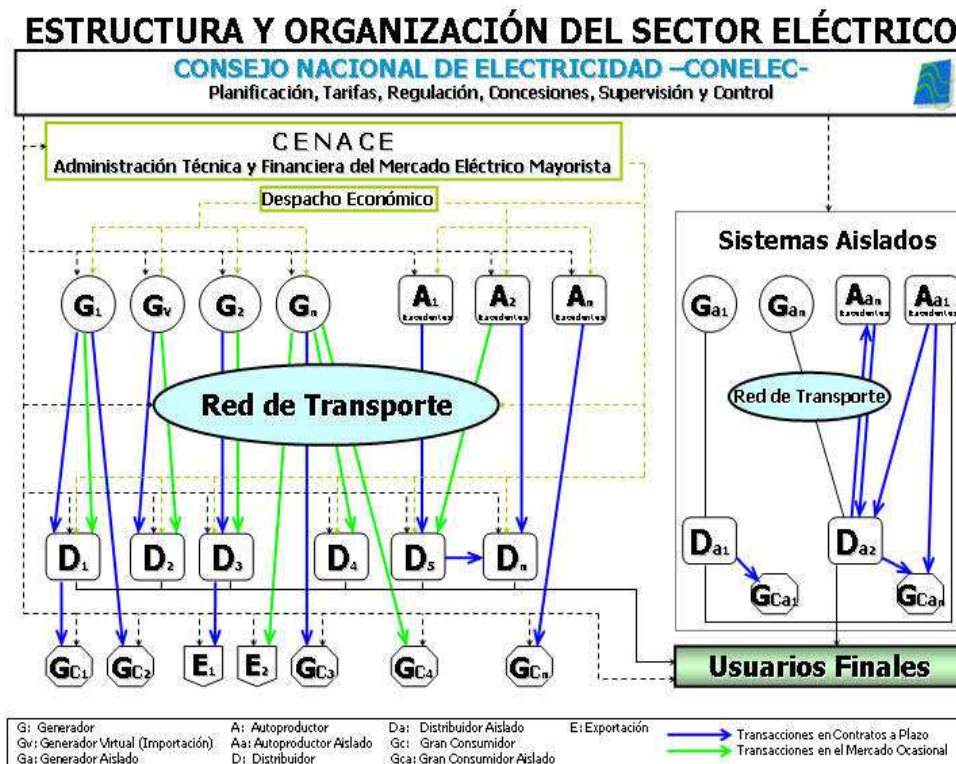 ESTRUCTURA Y ORGANIZACIÓN DEL SECTOR ELÉCTRICO
CONSEJO NACIONAL DE ELECTRICIDAD –CONELEC-
Planificación, Tarifas, Regulación, Concesiones, Supervisión y Control
CENACE
Administración Técnica y Financiera del Mercado Eléctrico Mayorista
Despacho Económico
Sistemas Aislados
G1 Gv G2 Gn A1 Excedentes A2 Excedentes An Excedentes Ga1 Gan Aan Excedentes Aa1 Excedentes
Red de Transporte
Red de Transporte
D1 D2 D3 D4 D5 Dn Da1 Da2
GCa1 GCan
GC1 GC2 E1 E2 GC3 GC4 GCn
Usuarios Finales
G: Generador A: Autoproductor Da: Distribuidor Aislado E: Exportación
Gv: Generador Virtual (Importación) Aa: Autoproductor Aislado Gc: Gran Consumidor
Ga: Generador Aislado D: Distribuidor Gca: Gran Consumidor Aislado
Transacciones en Contratos a Plazo
Transacciones en el Mercado Ocasional